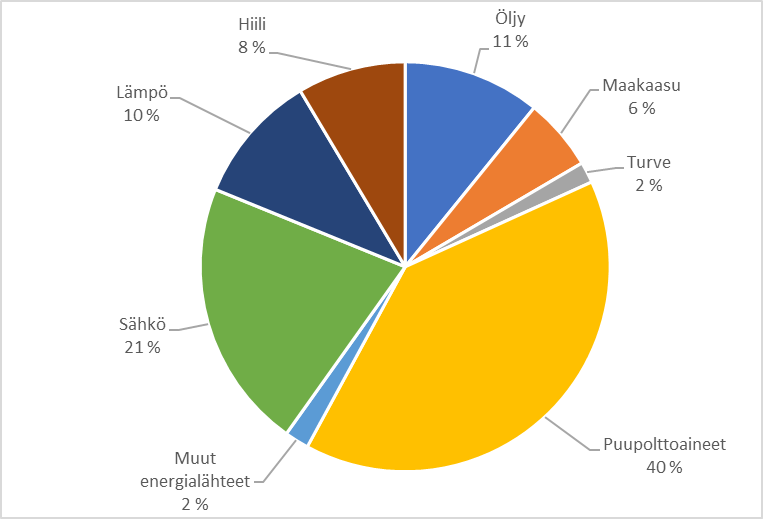 Öljy
11 %
Maakaasu
6 %
Turve
2 %
Puupolttoaineet
40 %
Muut
energialähteet
2 %
Sähkö
21 %
Lämpö
10 %
Hiili
8 %